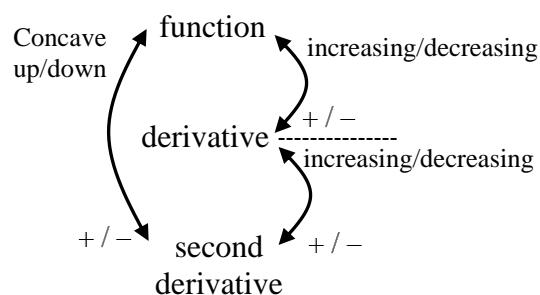 Concave
up/down
function
increasing/decreasing
+ / −
derivative
increasing/decreasing
+ / −
second
derivative
+ / −